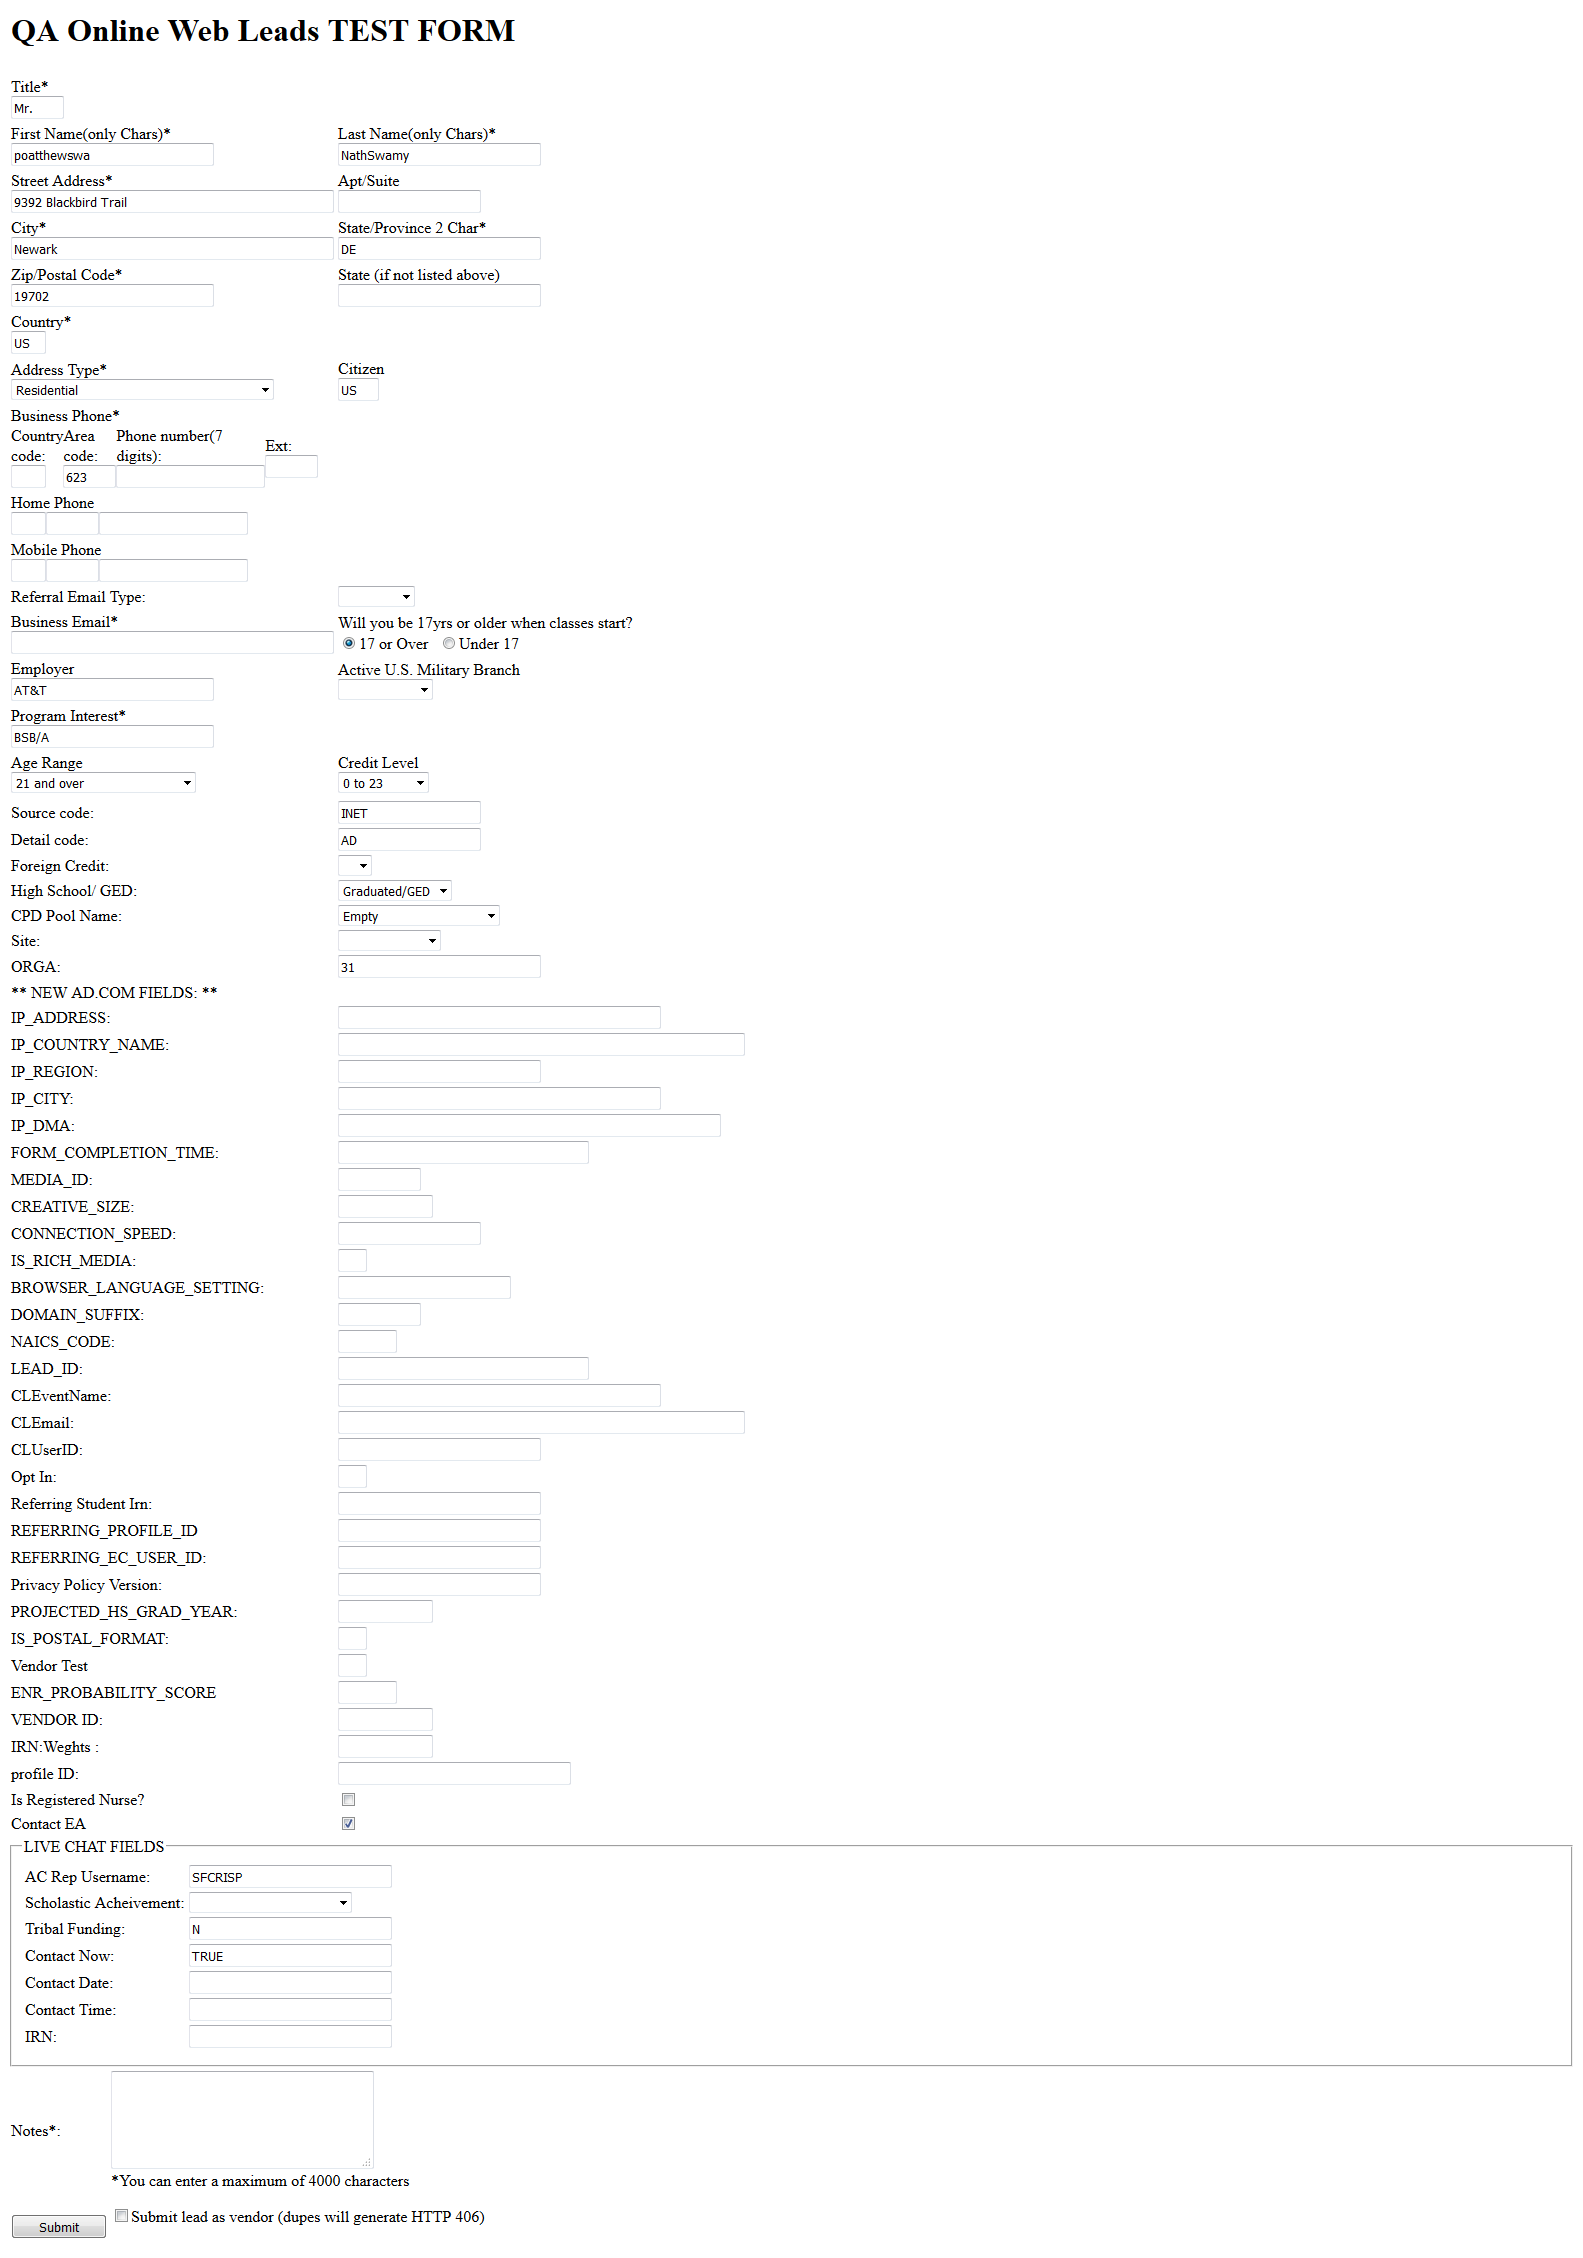 QA Online Web Leads TEST FORM
Title*
Mr.
First Name(only Chars)* Last Name(only Chars)*
poatthewswa NathSwamy
Street Address* Apt/Suite
9392 Blackbird Trail
City* State/Province 2 Char*
Newark DE
Zip/Postal Code* State (if not listed above)
19702
Country*
US
Address Type* Citizen
Residential US
Business Phone*
Country code: Area code: Phone number(7 digits): Ext:
623
Home Phone
Mobile Phone
Referral Email Type:
Business Email* Will you be 17yrs or older when classes start?
17 or Over Under 17
Employer Active U.S. Military Branch
AT&T
Program Interest*
BSB/A
Age Range Credit Level
21 and over 0 to 23
Source code: INET
Detail code: AD
Foreign Credit:
High School/ GED: Graduated/GED
CPD Pool Name: Empty
Site:
ORGA: 31
** NEW AD.COM FIELDS: **
IP_ADDRESS:
IP_COUNTRY_NAME:
IP_REGION:
IP_CITY:
IP_DMA:
FORM_COMPLETION_TIME:
MEDIA_ID:
CREATIVE_SIZE:
CONNECTION_SPEED:
IS_RICH_MEDIA:
BROWSER_LANGUAGE_SETTING:
DOMAIN_SUFFIX:
NAICS_CODE:
LEAD_ID:
CLEventName:
CLEmail:
CLUserID:
Opt In:
Referring Student Irn:
REFERRING_PROFILE_ID
REFERRING_EC_USER_ID:
Privacy Policy Version:
PROJECTED_HS_GRAD_YEAR:
IS_POSTAL_FORMAT:
Vendor Test
ENR_PROBABILITY_SCORE
VENDOR ID:
IRN:Weghts :
profile ID:
Is Registered Nurse?
Contact EA
LIVE CHAT FIELDS
AC Rep Username: SFCRISP
Scholastic Acheivement:
Tribal Funding: N
Contact Now: TRUE
Contact Date:
Contact Time:
IRN:
Notes*:
*You can enter a maximum of 4000 characters
Submit Submit lead as vendor (dupes will generate HTTP 406)